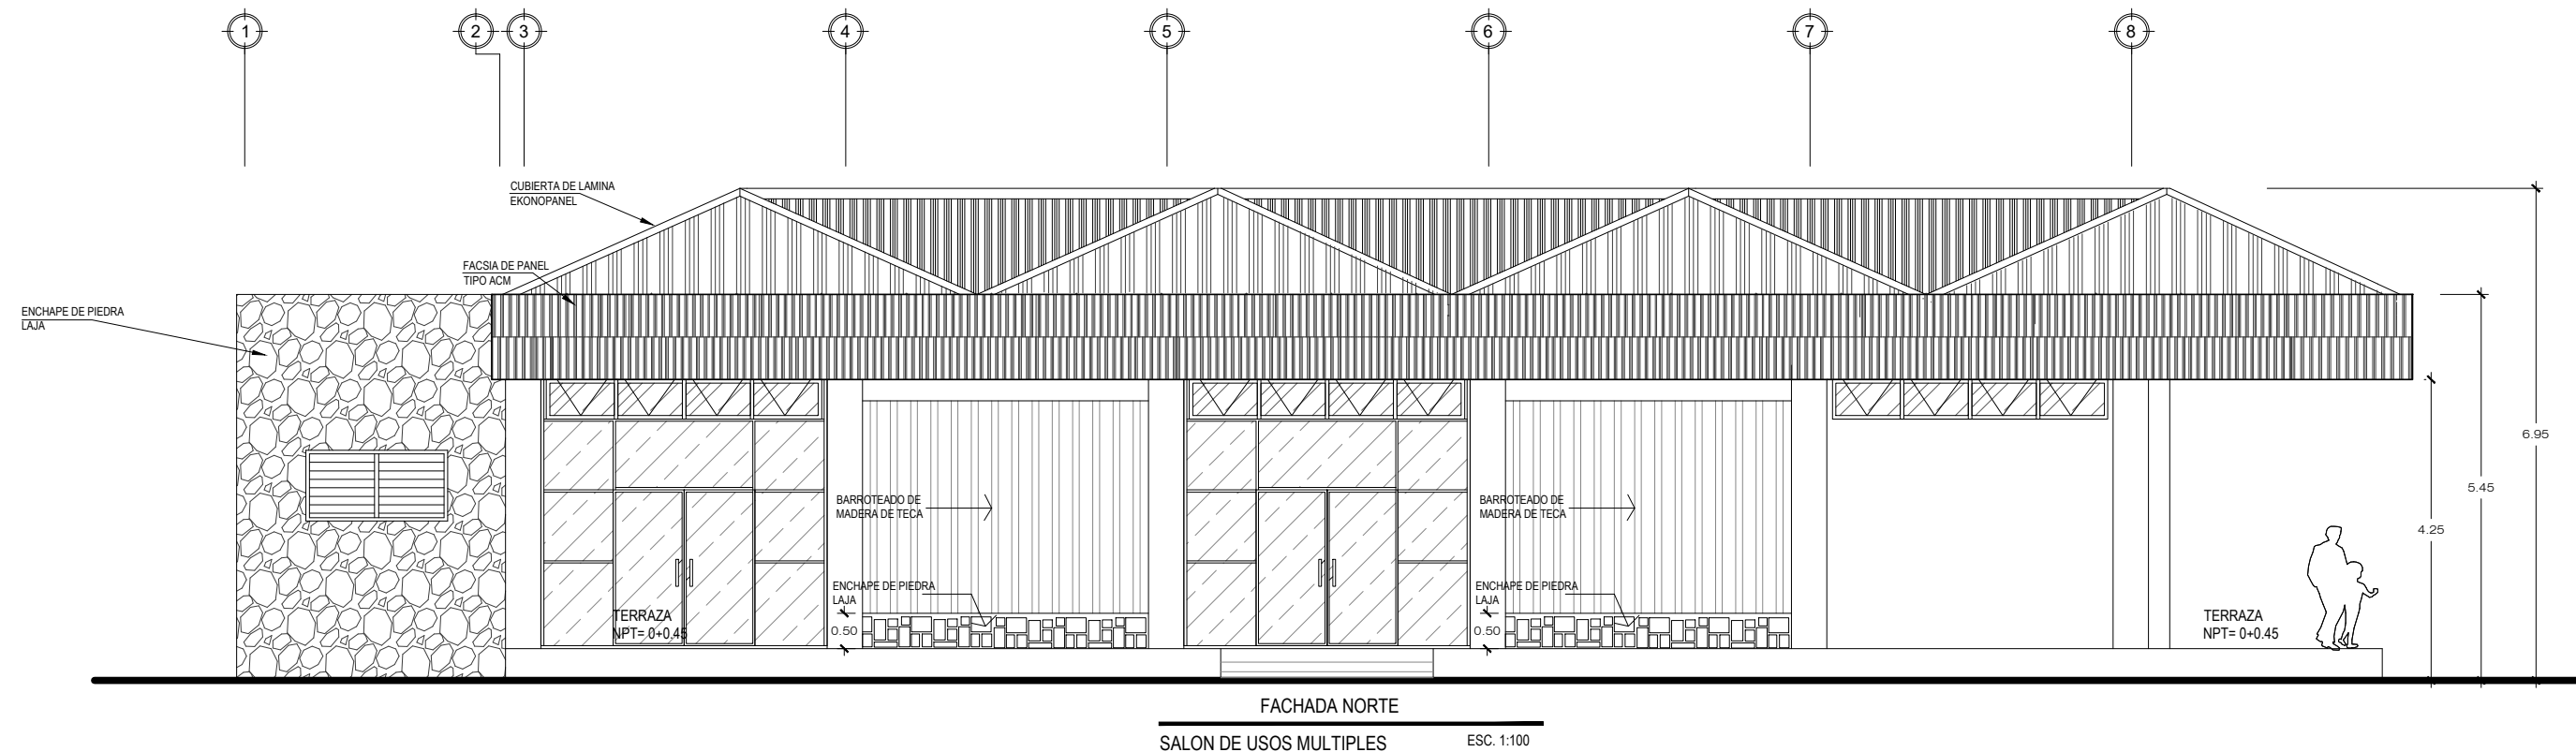 1
2
3
4
5
6
7
8
CUBIERTA DE LAMINA
EKONOPANEL
FACSIA DE PANEL
TIPO ACM
ENCHAPE DE PIEDRA
LAJA
6.95
5.45
4.25
BARROTEADO DE
MADERA DE TECA
BARROTEADO DE
MADERA DE TECA
ENCHAPE DE PIEDRA
LAJA
0.50
ENCHAPE DE PIEDRA
LAJA
0.50
TERRAZA
NPT= 0+0.45
TERRAZA
NPT= 0+0.45
FACHADA NORTE
SALON DE USOS MULTIPLES
ESC. 1:100